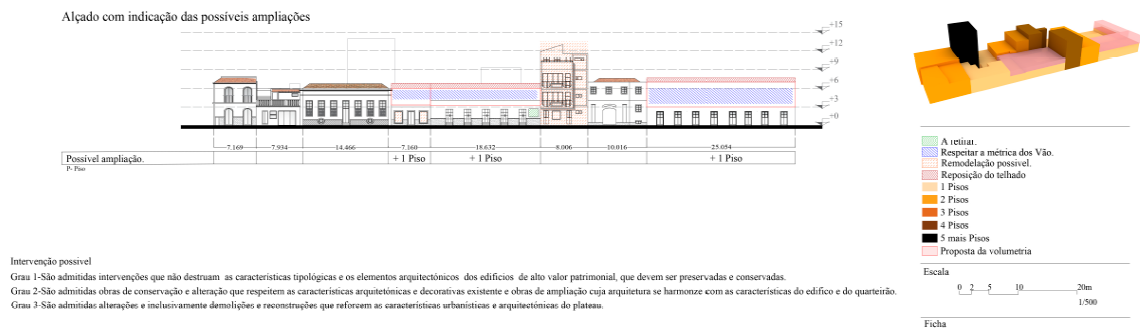 Alçado com indicação das possíveis ampliações
+15
+12
+9
+6
+3
+0
7.169 7.934 14.466 7.160 18.632 8.006 10.016 25.054
Possível ampliação. + 1 Piso + 1 Piso + 1 Piso
P- Piso
A retirar.
Respeitar a métrica dos Vão.
Remodelação possivel.
Reposição do telhado
1 Pisos
2 Pisos
3 Pisos
4 Pisos
5 mais Pisos
Proposta da volumetria
Escala
0 2 5 10 20m
1/500
Ficha
Intervenção possivel
Grau 1-São admitidas intervenções que não destruam as características tipológicas e os elementos arquitectónicos dos edificios de alto valor patrimonial, que devem ser preservadas e conservadas.
Grau 2-São admitidas obras de conservação e alteração que respeitem as características arquitetónicas e decorativas existente e obras de ampliação cuja arquitetura se harmonze com as características do edifico e do quarteirão.
Grau 3-São admitidas alterações e inclusivamente demolições e reconstruções que reforcem as características urbanísticas e arquitectónicas do plateau.